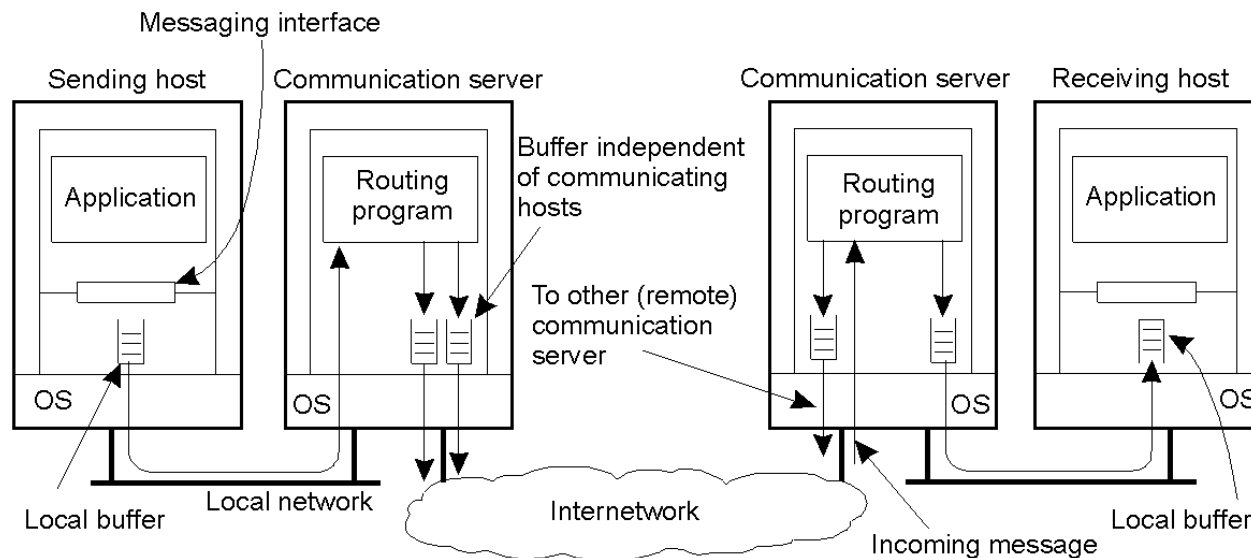 Messaging interface
Sending host
Communication server
Communication server
Receiving host
Application
Routing
program
Buffer independent
of communicating
hosts
Routing
program
Application
To other (remote)
communication
server
OS
OS
OS
OS
Local network
Internetwork
Local buffer
Incoming message
Local buffer